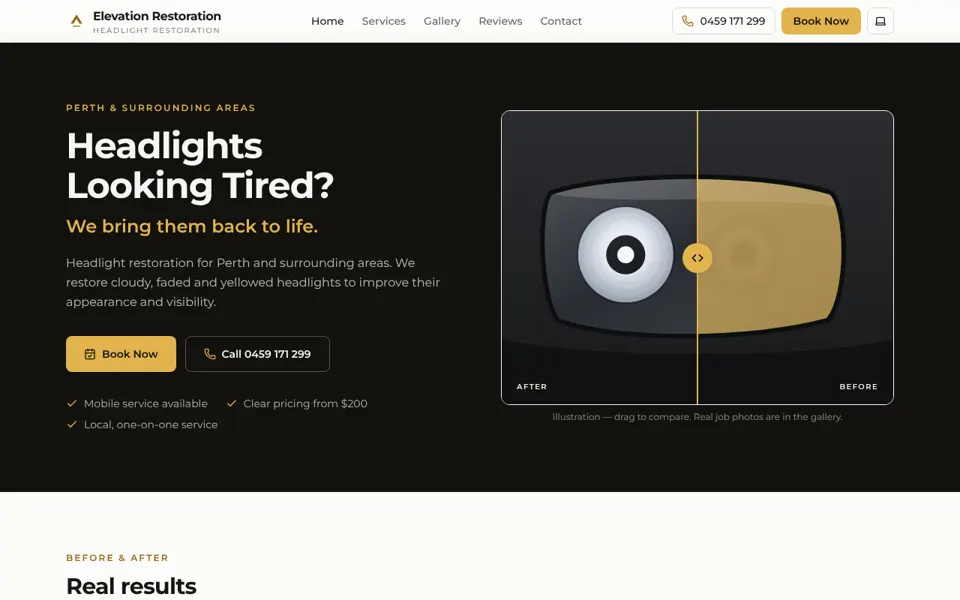 Elevation Restoration
HEADLIGHT RESTORATION
Home
Services
Gallery
Reviews
Contact
0459 171 299
Book Now
PERTH & SURROUNDING AREAS
Headlights
Looking Tired?
We bring them back to life.
Headlight restoration for Perth and surrounding areas. We
restore cloudy, faded and yellowed headlights to improve their
appearance and visibility.
Book Now
Call 0459 171 299
Mobile service available
Clear pricing from $200
Local, one-on-one service
AFTER
BEFORE
Illustration — drag to compare. Real job photos are in the gallery.
BEFORE & AFTER
Real results